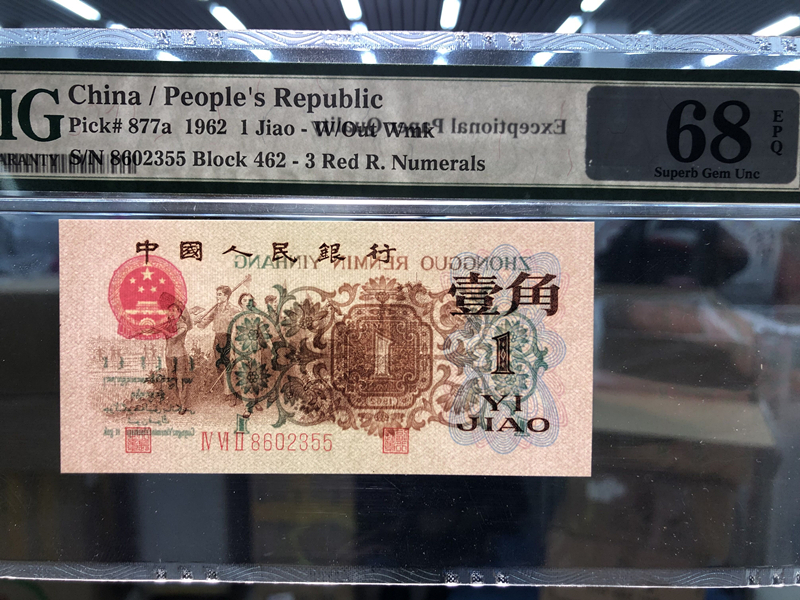 MG
China / People's Republic
Pick# 877a 1962 1 Jiao - W/Out Wmk
S/N 8602355 Block 462 - 3 Red R. Numerals
Exceptional Paper Quality
68
EPQ
Superb Gem Unc
中國人民銀行
ZHONGGUO RENMIN YINHANG
壹角
1
1
YI
JIAO
Ⅳ Ⅵ Ⅱ 8602355